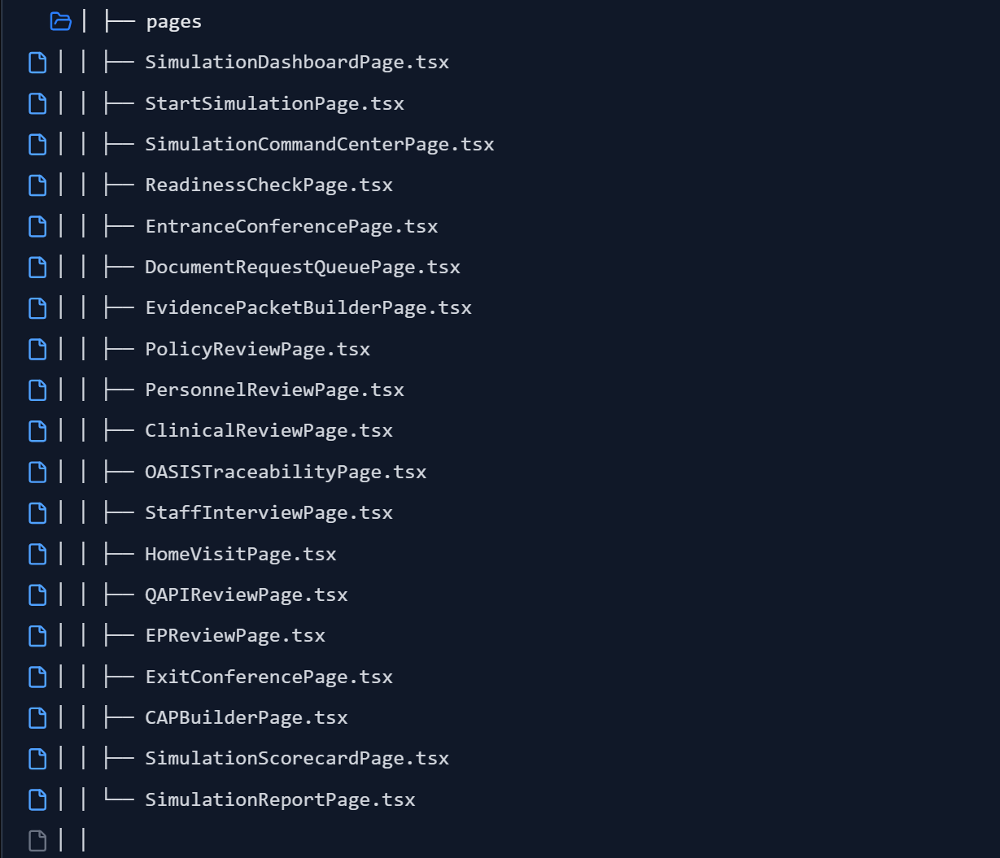 │ ├── pages
│ │ ├── SimulationDashboardPage.tsx
│ │ ├── StartSimulationPage.tsx
│ │ ├── SimulationCommandCenterPage.tsx
│ │ ├── ReadinessCheckPage.tsx
│ │ ├── EntranceConferencePage.tsx
│ │ ├── DocumentRequestQueuePage.tsx
│ │ ├── EvidencePacketBuilderPage.tsx
│ │ ├── PolicyReviewPage.tsx
│ │ ├── PersonnelReviewPage.tsx
│ │ ├── ClinicalReviewPage.tsx
│ │ ├── OASISTraceabilityPage.tsx
│ │ ├── StaffInterviewPage.tsx
│ │ ├── HomeVisitPage.tsx
│ │ ├── QAPIReviewPage.tsx
│ │ ├── EPReviewPage.tsx
│ │ ├── ExitConferencePage.tsx
│ │ ├── CAPBuilderPage.tsx
│ │ ├── SimulationScorecardPage.tsx
│ │ └── SimulationReportPage.tsx
│ │